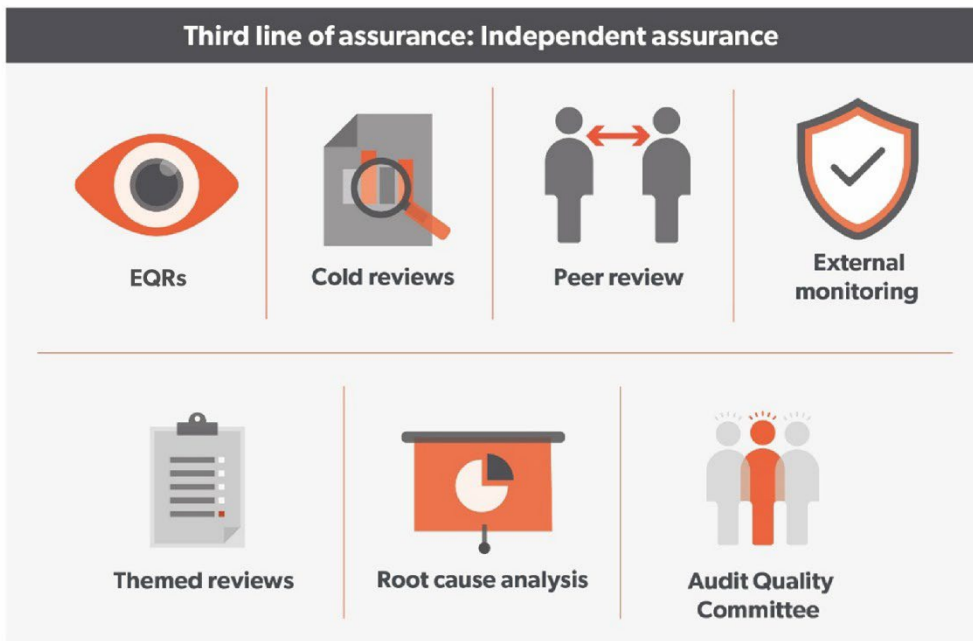 Third line of assurance: Independent assurance
EQRs
Cold reviews
Peer review
External
monitoring
Themed reviews
Root cause analysis
Audit Quality
Committee